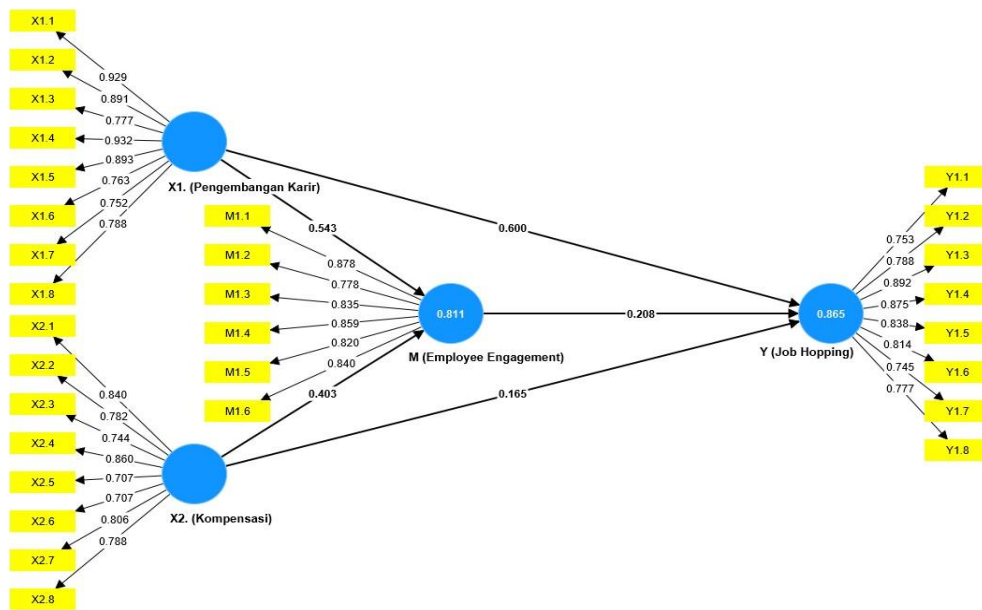 X1.1
X1.2
X1.3
X1.4
X1.5
X1.6
X1.7
X1.8
0.929
0.891
0.777
0.932
0.893
0.763
0.752
0.788
X1. (Pengembangan Karir)
X2.1
X2.2
X2.3
X2.4
X2.5
X2.6
X2.7
X2.8
0.840
0.782
0.744
0.860
0.707
0.707
0.806
0.788
X2. (Kompensasi)
M1.1
M1.2
M1.3
M1.4
M1.5
M1.6
0.878
0.778
0.835
0.859
0.820
0.840
0.543
0.403
0.811
M (Employee Engagement)
0.600
0.208
0.165
0.865
Y (Job Hopping)
0.753
0.788
0.892
0.875
0.838
0.814
0.745
0.777
Y1.1
Y1.2
Y1.3
Y1.4
Y1.5
Y1.6
Y1.7
Y1.8